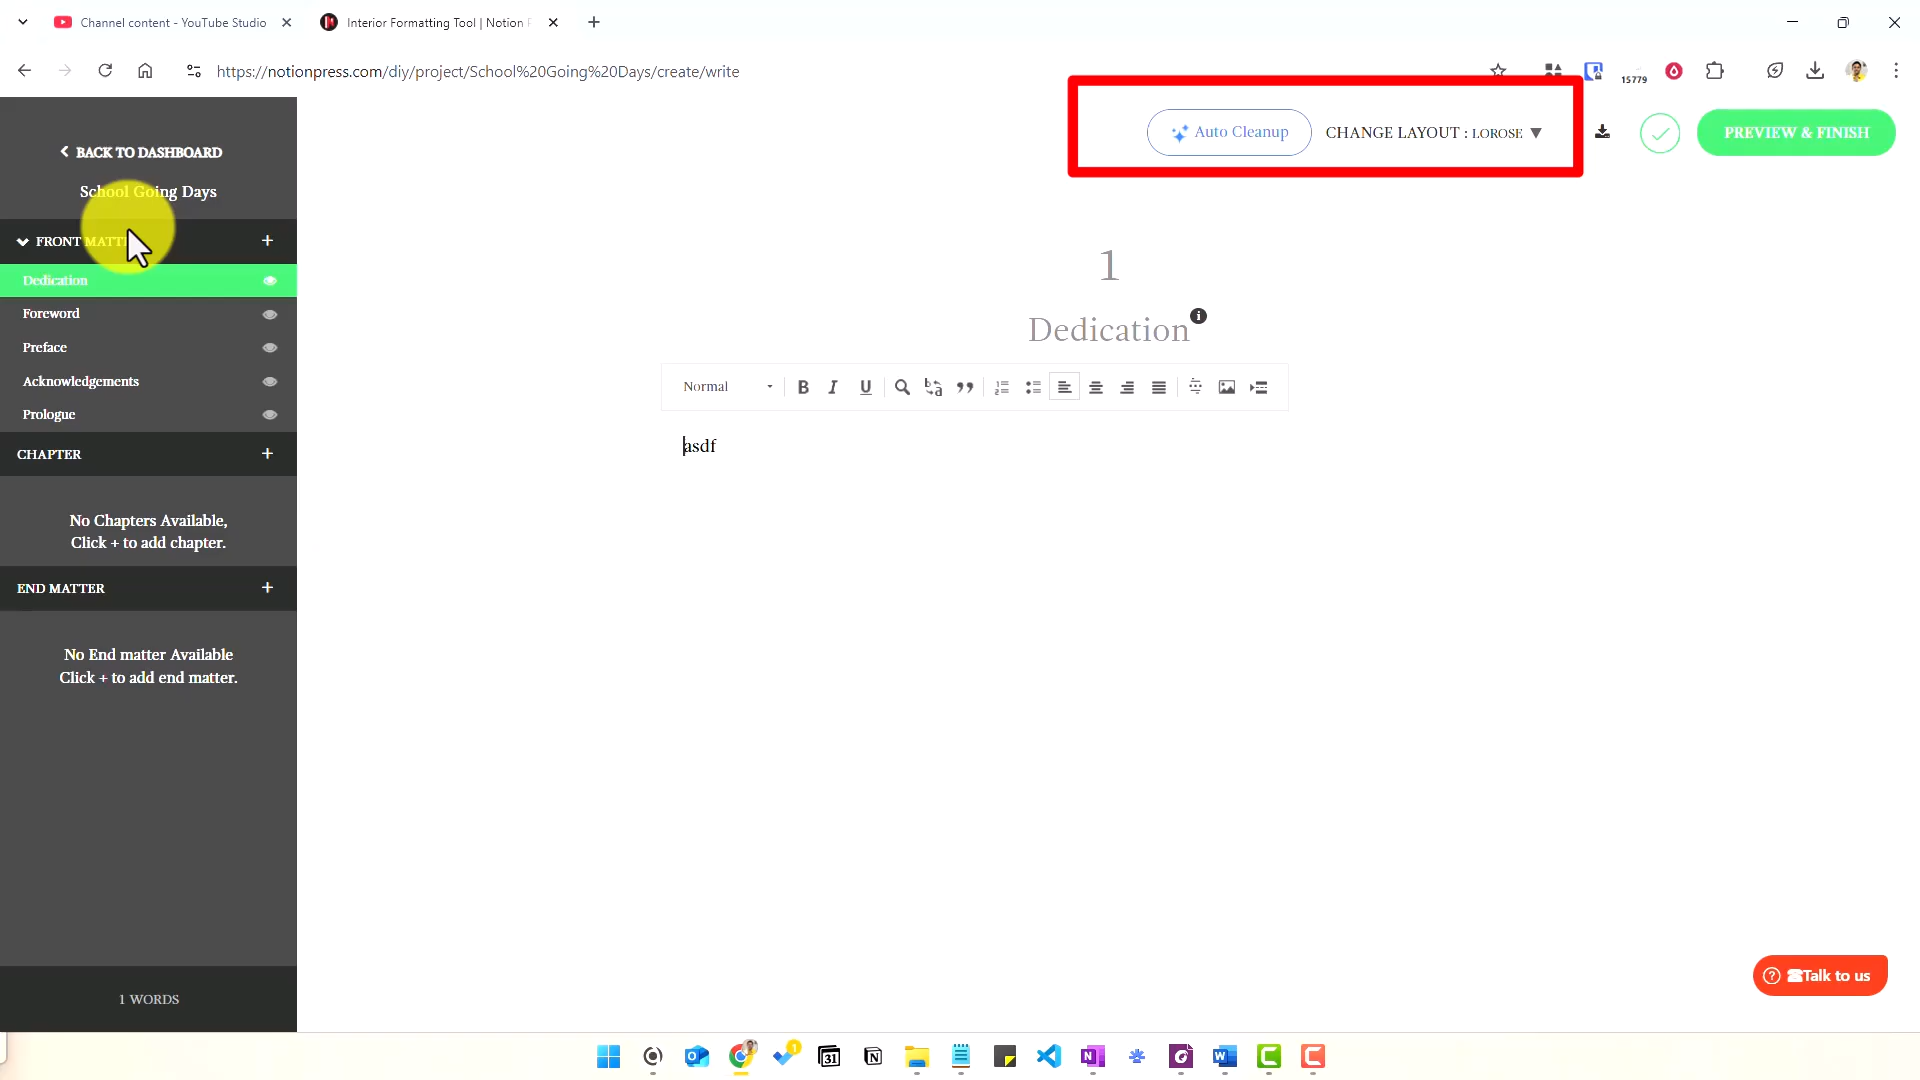 Channel content - YouTube Studio
Interior Formatting Tool | Notion
https://notionpress.com/diy/project/School%20Going%20Days/create/write
15779
BACK TO DASHBOARD
School Going Days
Auto Cleanup
CHANGE LAYOUT : LOROSE
PREVIEW & FINISH
FRONT MATT
Dedication
Foreword
Preface
Acknowledgements
Prologue
CHAPTER
No Chapters Available,
Click + to add chapter.
END MATTER
No End matter Available
Click + to add end matter.
1 WORDS
1
Dedication
Normal
B I U
asdf
Talk to us
1
31